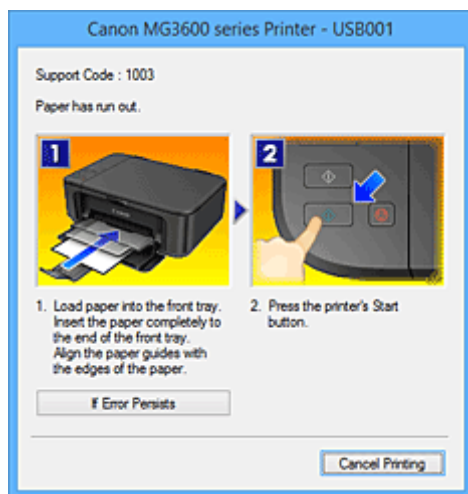 Canon MG3600 series Printer - USB001
Support Code : 1003
Paper has run out.
1
2
Canon
1. Load paper into the front tray.
Insert the paper completely to
the end of the front tray.
Align the paper guides with
the edges of the paper.
2. Press the printer's Start
button.
If Error Persists
Cancel Printing